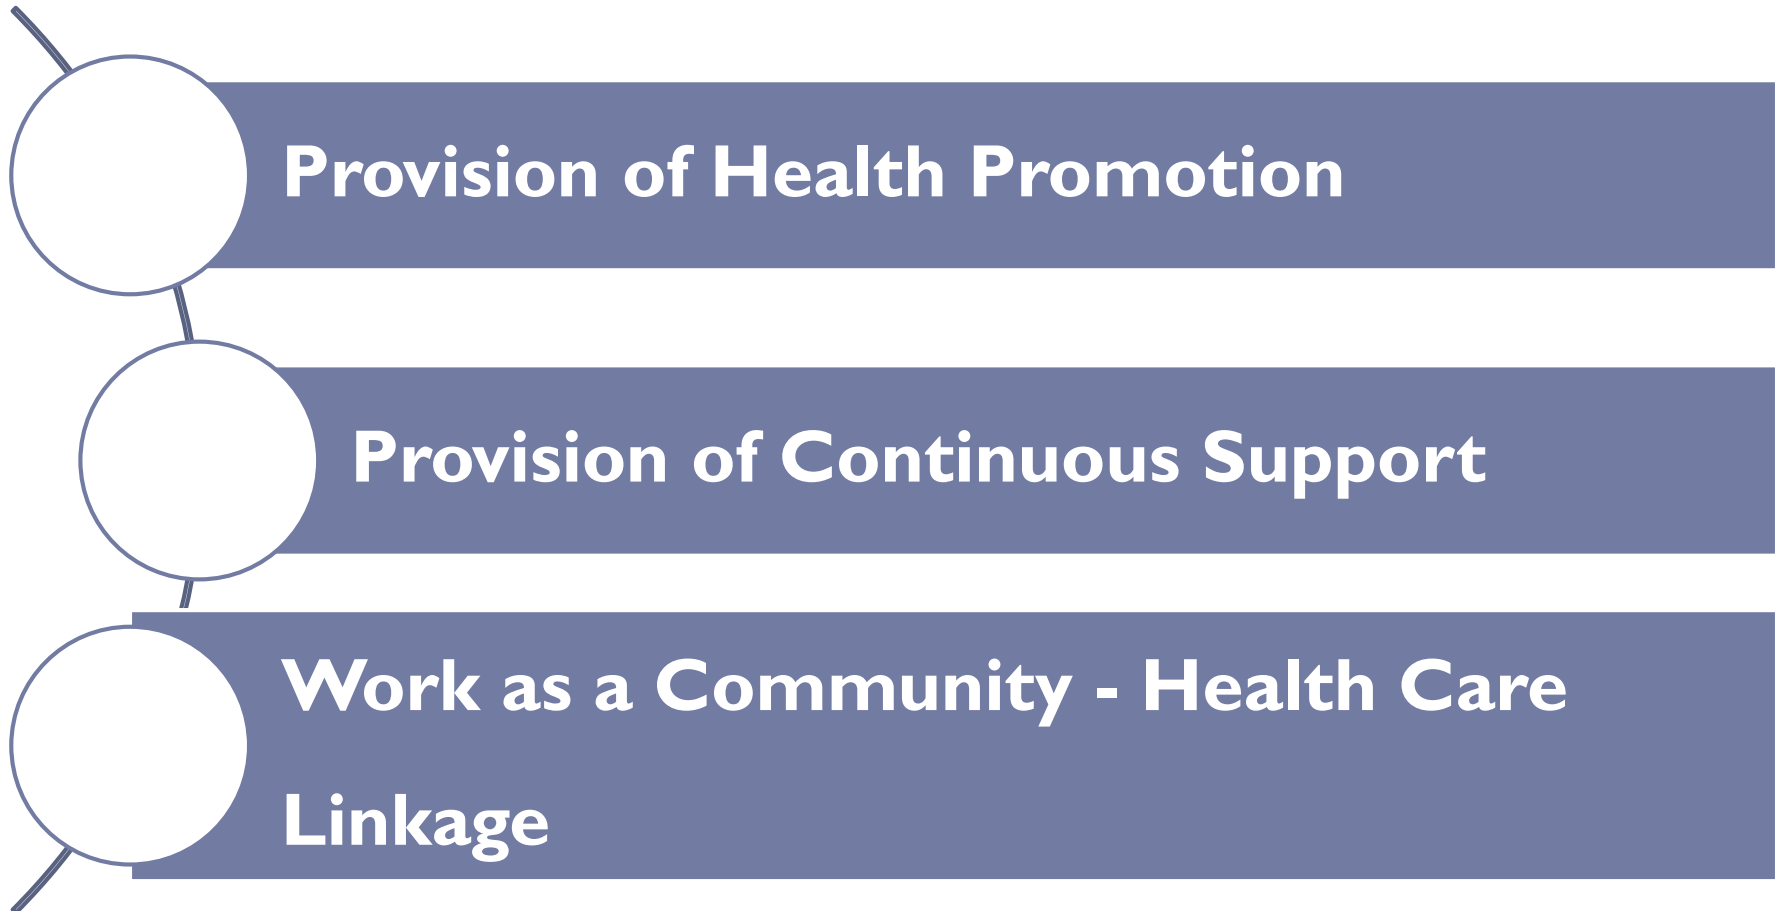 Provision of Health Promotion
Provision of Continuous Support
Work as a Community - Health Care
Linkage